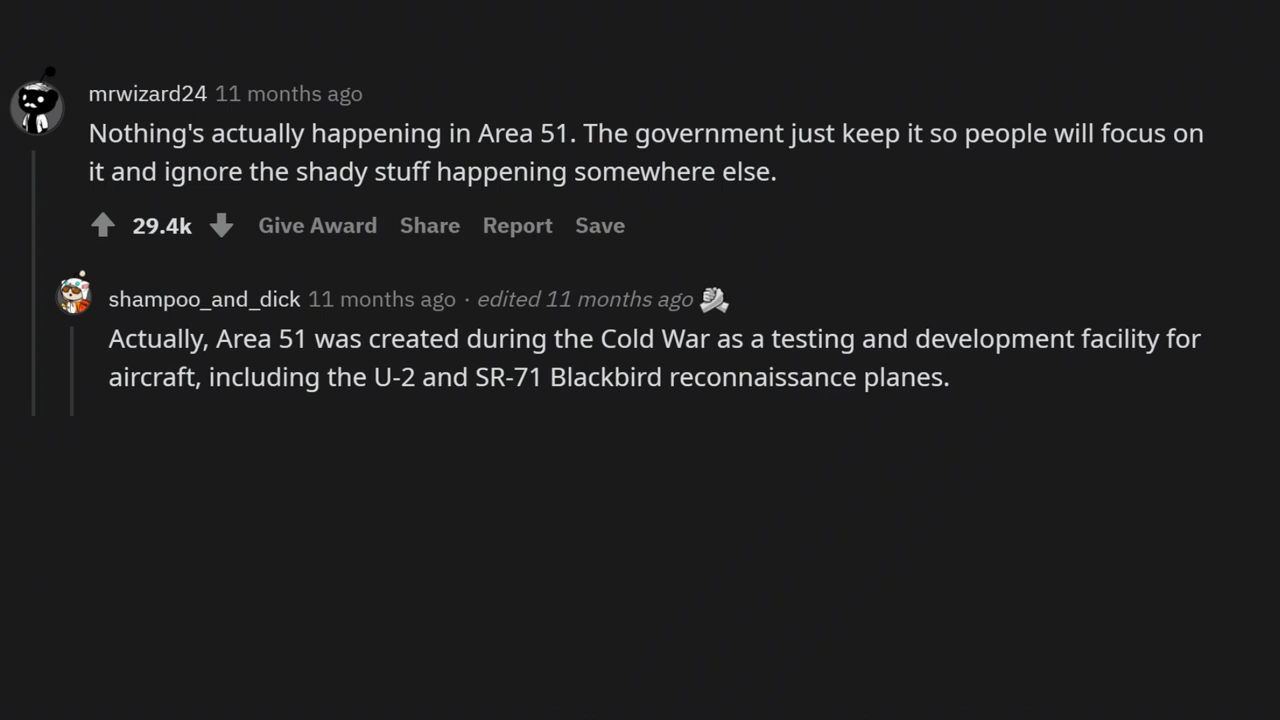 mrwizard24 11 months ago
Nothing's actually happening in Area 51. The government just keep it so people will focus on
it and ignore the shady stuff happening somewhere else.
29.4k Give Award Share Report Save
shampoo_and_dick 11 months ago · edited 11 months ago
Actually, Area 51 was created during the Cold War as a testing and development facility for
aircraft, including the U-2 and SR-71 Blackbird reconnaissance planes.